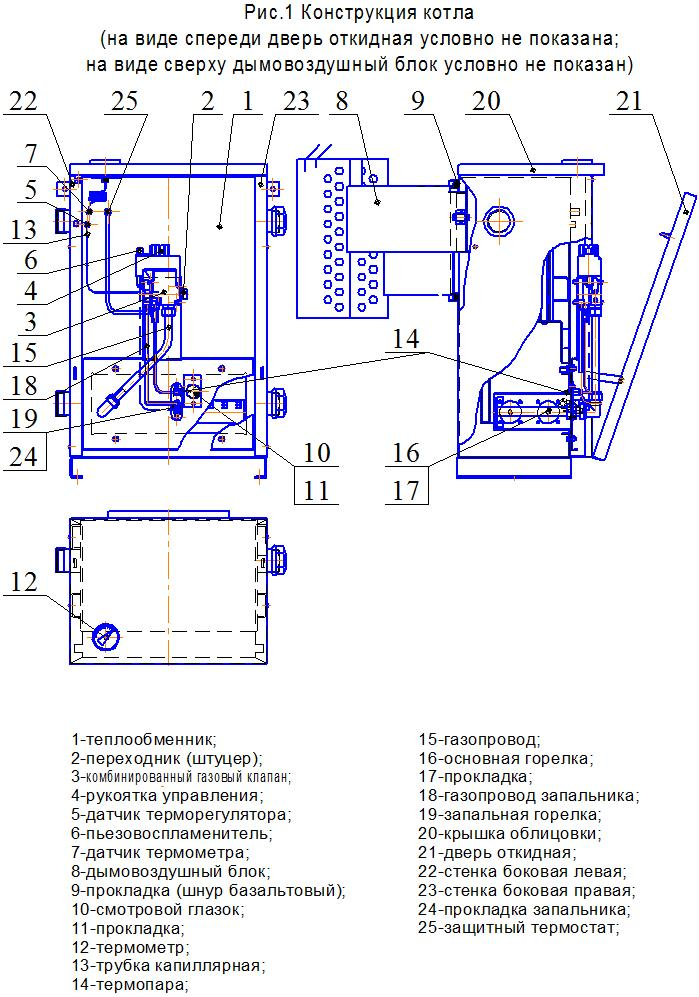 Рис.1 Конструкция котла
(на виде спереди дверь откидная условно не показана;
на виде сверху дымовоздушный блок условно не показан)
22 25 2 1 23 8 9 20 21
7
5
13
6
4
3
15
18
19
24
14
10
11
16
17
12
1-теплообменник;
2-переходник (штуцер);
3-комбинированный газовый клапан;
4-рукоятка управления;
5-датчик терморегулятора;
6-пьезовоспламенитель;
7-датчик термометра;
8-дымовоздушный блок;
9-прокладка (шнур базальтовый);
10-смотровой глазок;
11-прокладка;
12-термометр;
13-трубка капиллярная;
14-термопара;
15-газопровод;
16-основная горелка;
17-прокладка;
18-газопровод запальника;
19-запальная горелка;
20-крышка облицовки;
21-дверь откидная;
22-стенка боковая левая;
23-стенка боковая правая;
24-прокладка запальника;
25-защитный термостат;